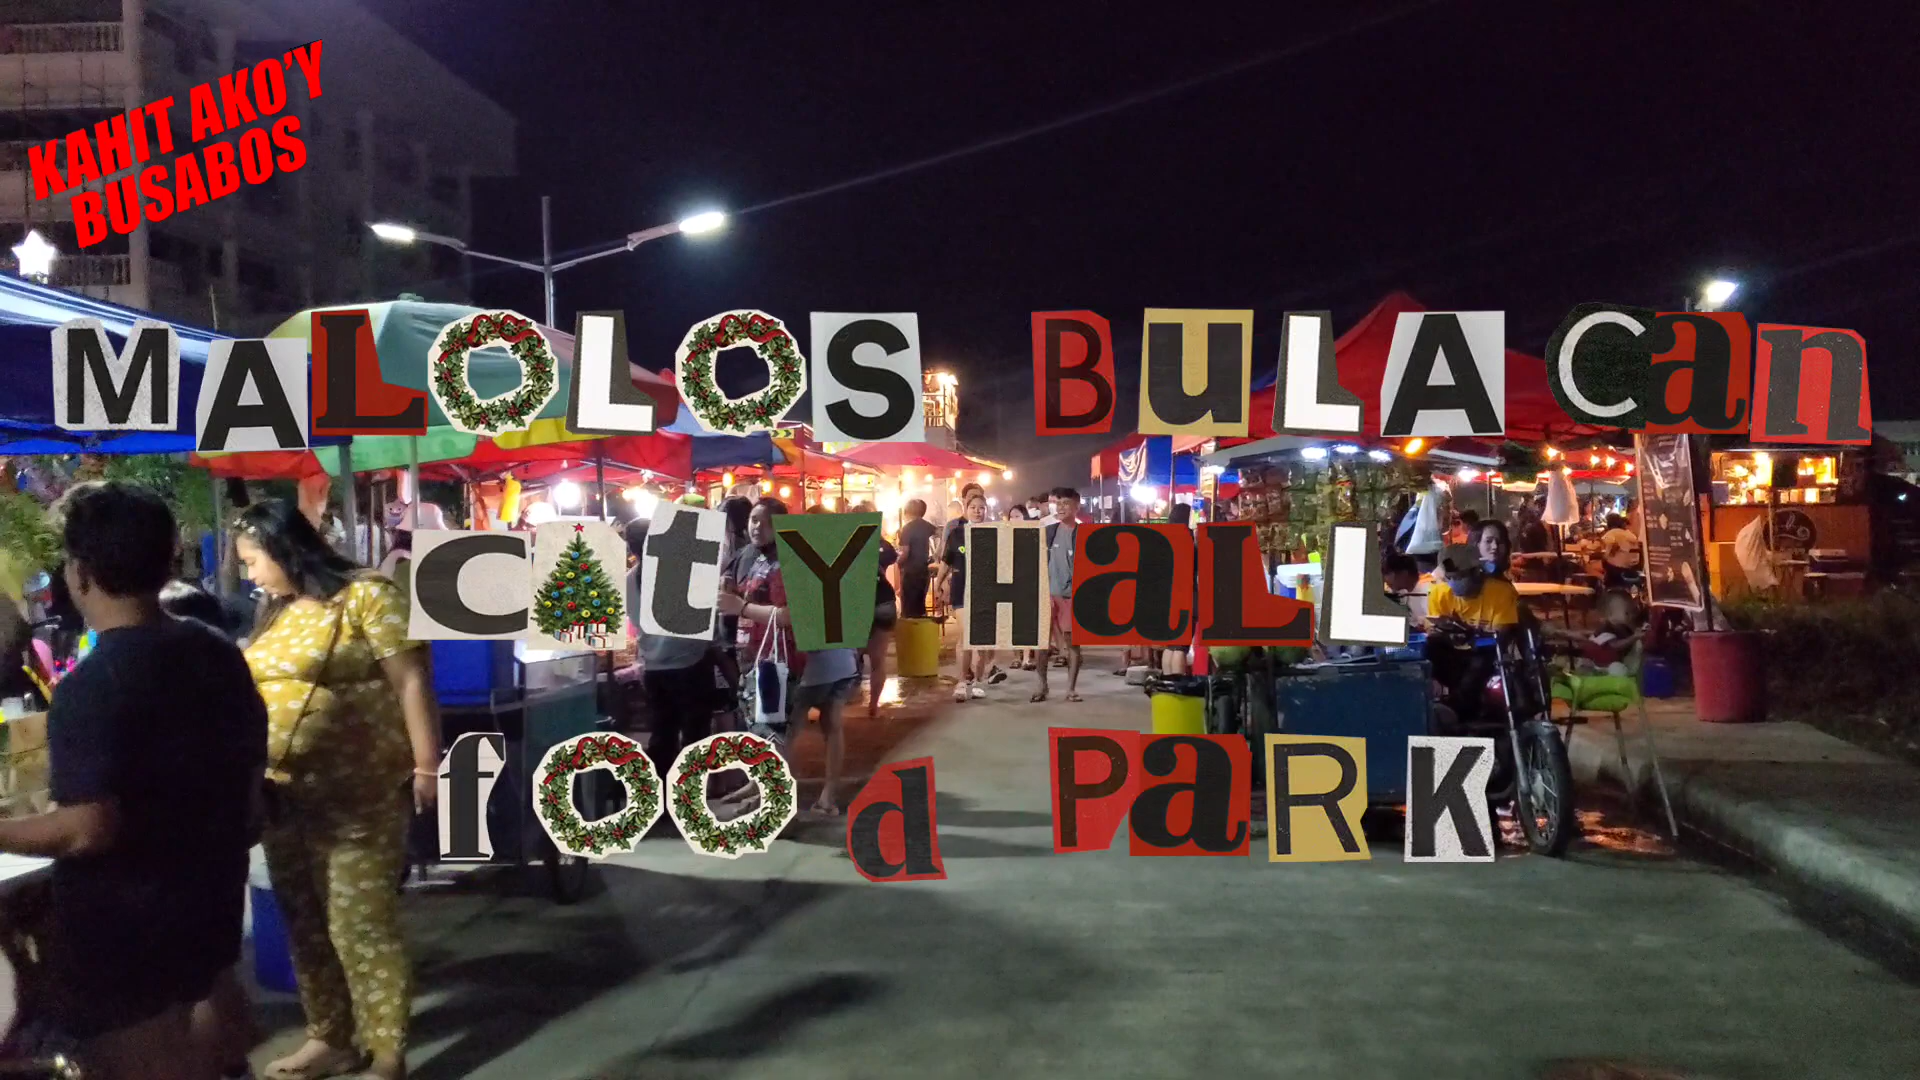 KAHIT AKO'Y
BUSABOS
MALOLOS BULACan
CitY HaLL
fOOd PaRK